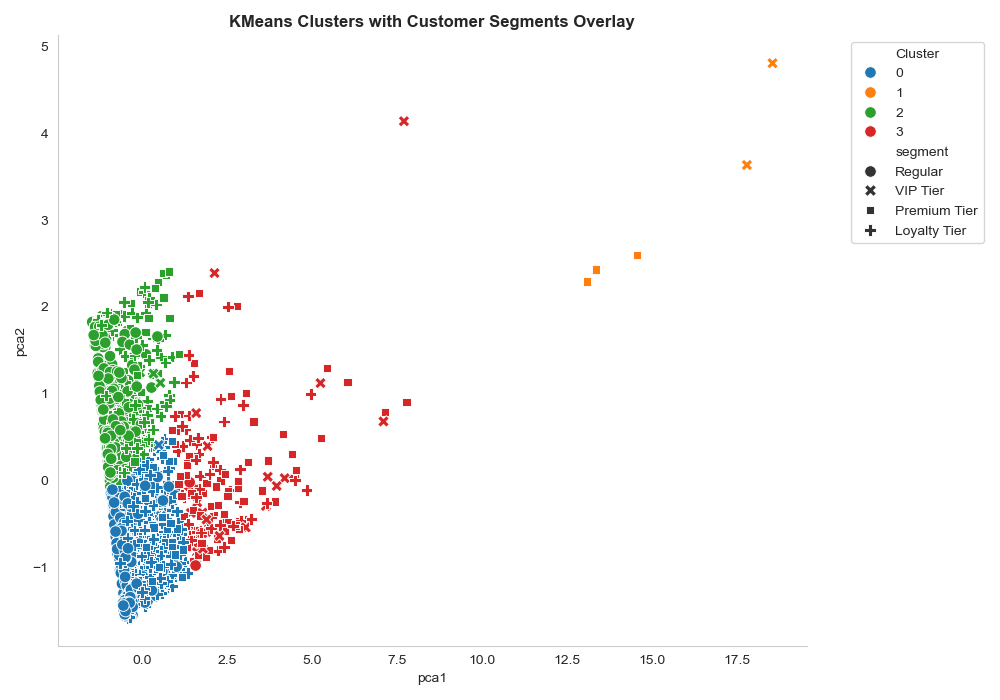 KMeans Clusters with Customer Segments Overlay
5
4
3
2
1
0
−1
pca2
0.0 2.5 5.0 7.5 10.0 12.5 15.0 17.5
pca1
Cluster
0
1
2
3
segment
Regular
VIP Tier
Premium Tier
Loyalty Tier